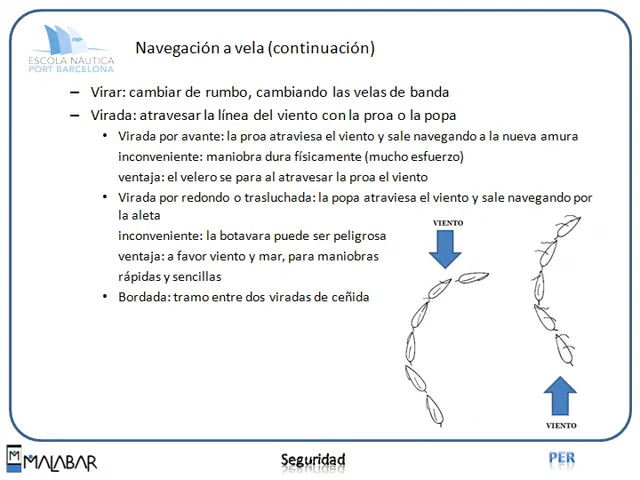 ESCOLA NÀUTICA
PORT BARCELONA
Navegación a vela (continuación)
– Virar: cambiar de rumbo, cambiando las velas de banda
– Virada: atravesar la línea del viento con la proa o la popa
• Virada por avante: la proa atraviesa el viento y sale navegando a la nueva amura
inconveniente: maniobra dura físicamente (mucho esfuerzo)
ventaja: el velero se para al atravesar la proa el viento
• Virada por redondo o trasluchada: la popa atraviesa el viento y sale navegando por
la aleta
inconveniente: la botavara puede ser peligrosa
ventaja: a favor viento y mar, para maniobras
rápidas y sencillas
• Bordada: tramo entre dos viradas de ceñida
VIENTO
VIENTO
MALABAR
Seguridad
PER